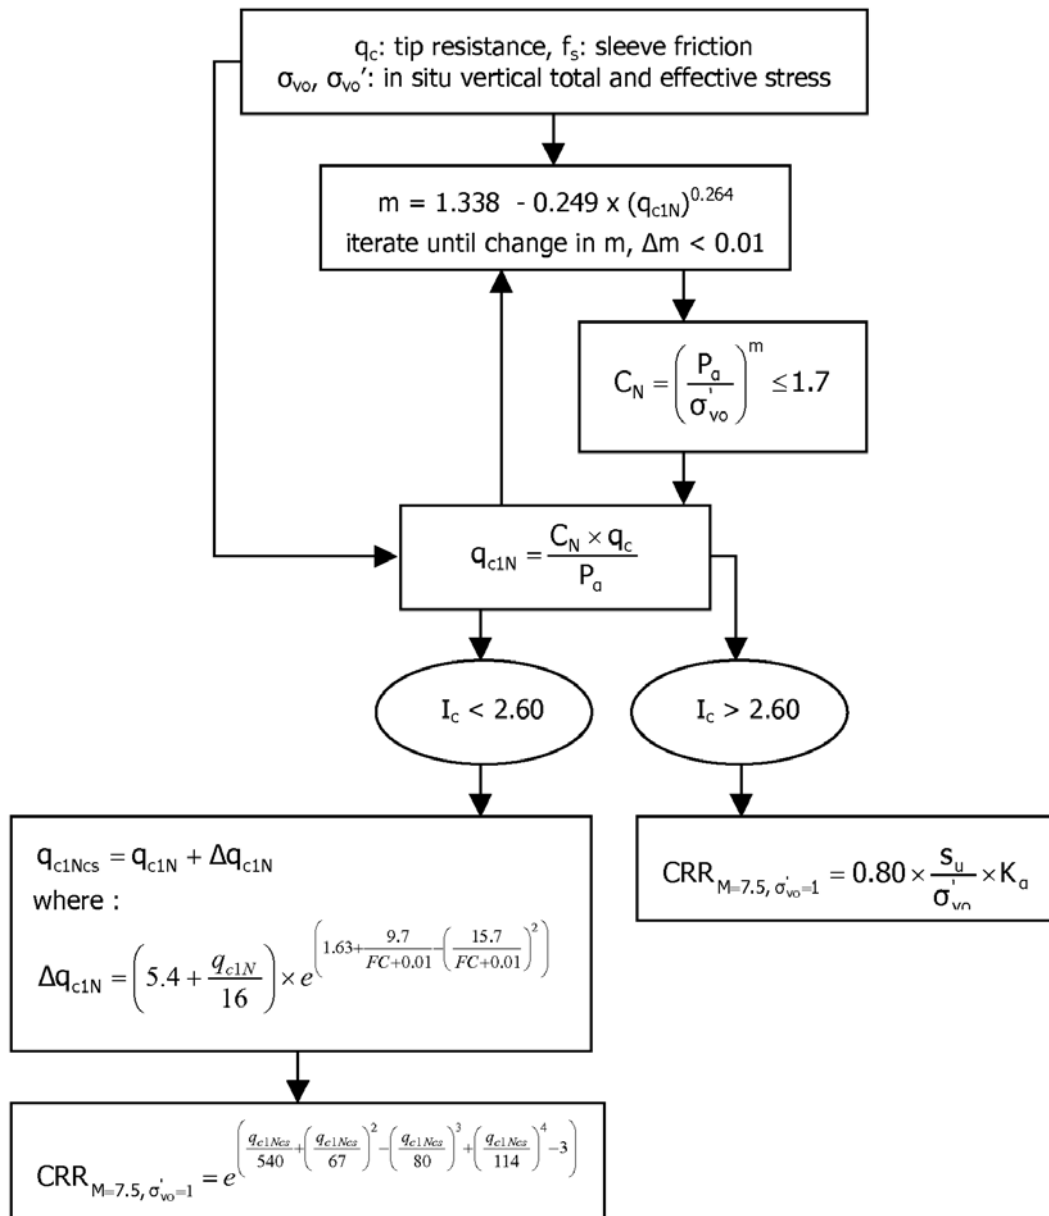 q_c: tip resistance, f_s: sleeve friction
σ_vo, σ_vo': in situ vertical total and effective stress
m = 1.338 - 0.249 x (q_c1N)^0.264
iterate until change in m, Δm < 0.01
C_N = (P_a / σ'_vo)^m ≤ 1.7
q_c1N = (C_N × q_c) / P_a
I_c < 2.60
I_c > 2.60
q_c1Ncs = q_c1N + Δq_c1N
where :
Δq_c1N = (5.4 + q_c1N / 16) × e^(1.63 + 9.7 / (FC+0.01) - (15.7 / (FC+0.01))^2)
CRR_M=7.5, σ'_vo=1 = 0.80 × s_u / σ'_vo × K_α
CRR_M=7.5, σ'_vo=1 = e^(q_c1Ncs / 540 + (q_c1Ncs / 67)^2 - (q_c1Ncs / 80)^3 + (q_c1Ncs / 114)^4 - 3)